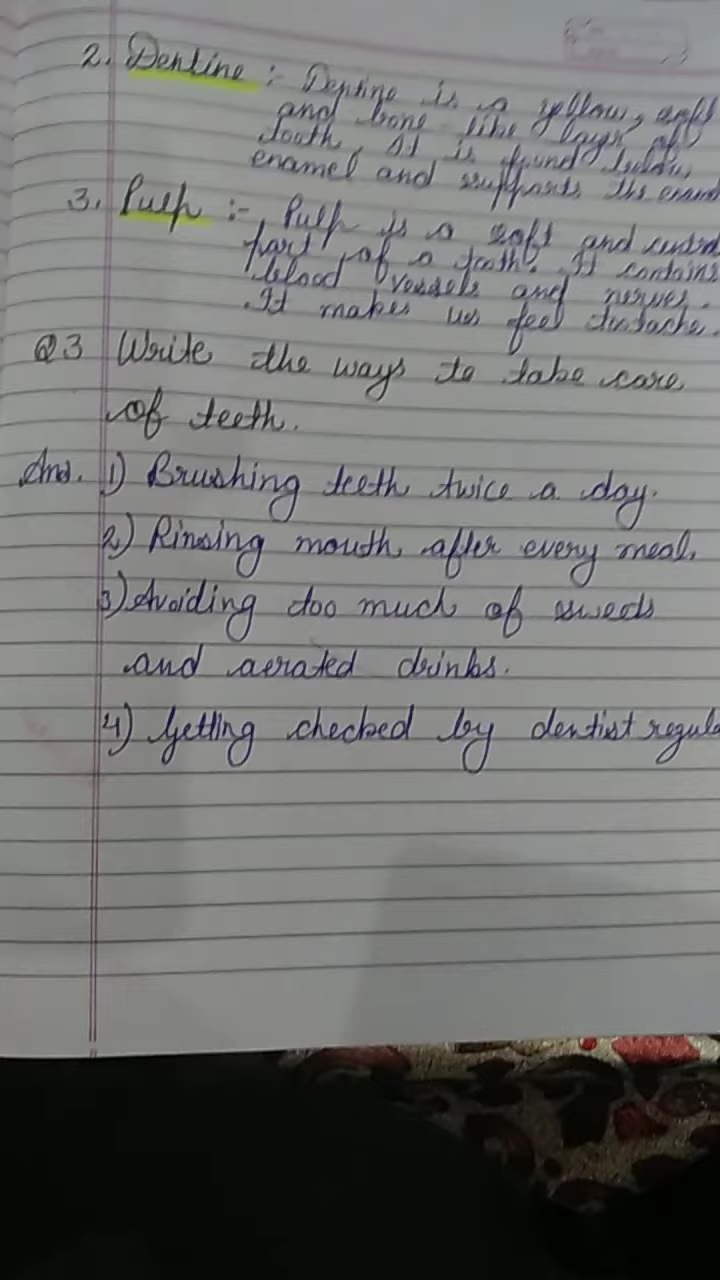 2. Dentine :- Dentine is a yellow, soft
and bone like layer of
tooth. It is found below
enamel and supports the enam
3. Pulp :- Pulp is a soft and centra
part of a tooth. It contains
blood vessels and nerves.
It makes us feel
Q3 Write the ways to take care
of teeth.
Ans. 1) Brushing teeth twice a day.
2) Rinsing mouth after every meal.
3) Avoiding too much of sweets
and aerated drinks.
4) Getting checked by dentist regula